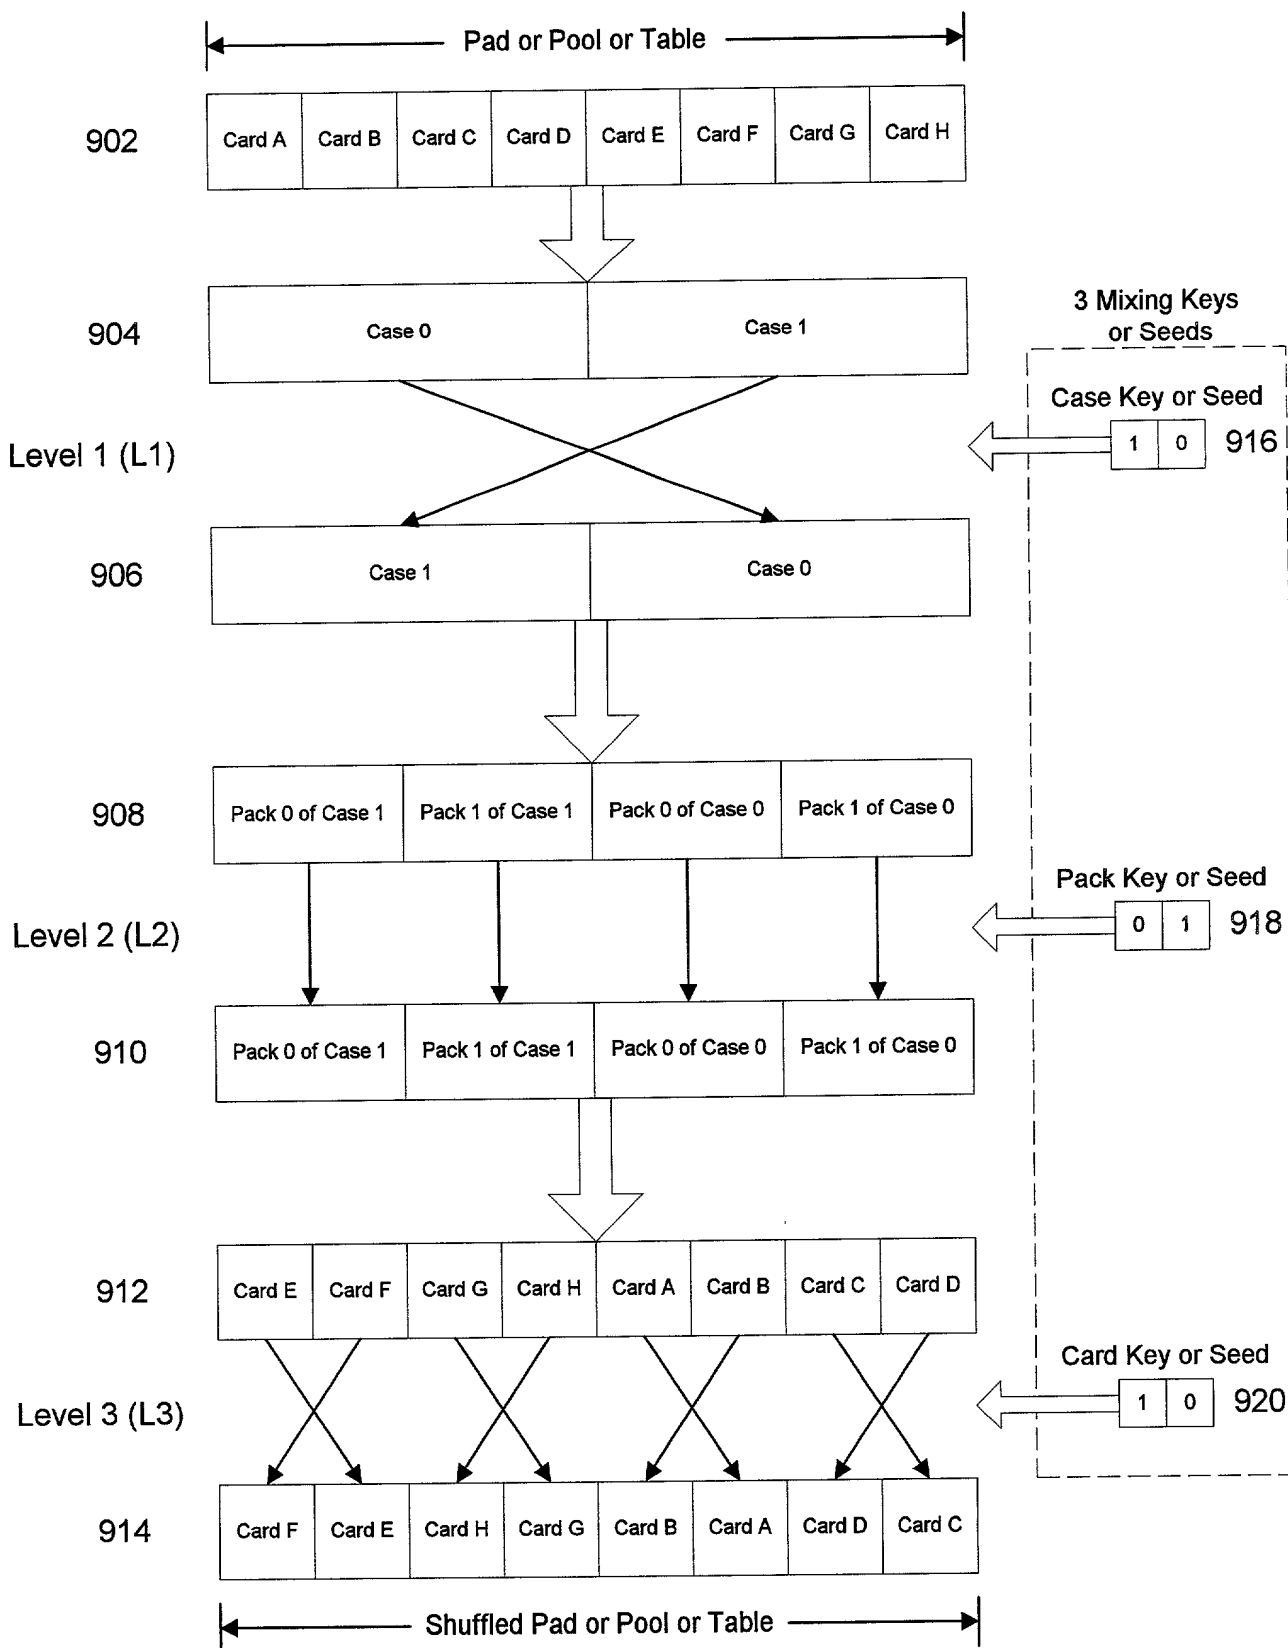 Pad or Pool or Table
902 Card A Card B Card C Card D Card E Card F Card G Card H
904 Case 0 Case 1
3 Mixing Keys
or Seeds
Case Key or Seed
Level 1 (L1) 1 0 916
906 Case 1 Case 0
908 Pack 0 of Case 1 Pack 1 of Case 1 Pack 0 of Case 0 Pack 1 of Case 0
Pack Key or Seed
Level 2 (L2) 0 1 918
910 Pack 0 of Case 1 Pack 1 of Case 1 Pack 0 of Case 0 Pack 1 of Case 0
912 Card E Card F Card G Card H Card A Card B Card C Card D
Card Key or Seed
Level 3 (L3) 1 0 920
914 Card F Card E Card H Card G Card B Card A Card D Card C
Shuffled Pad or Pool or Table